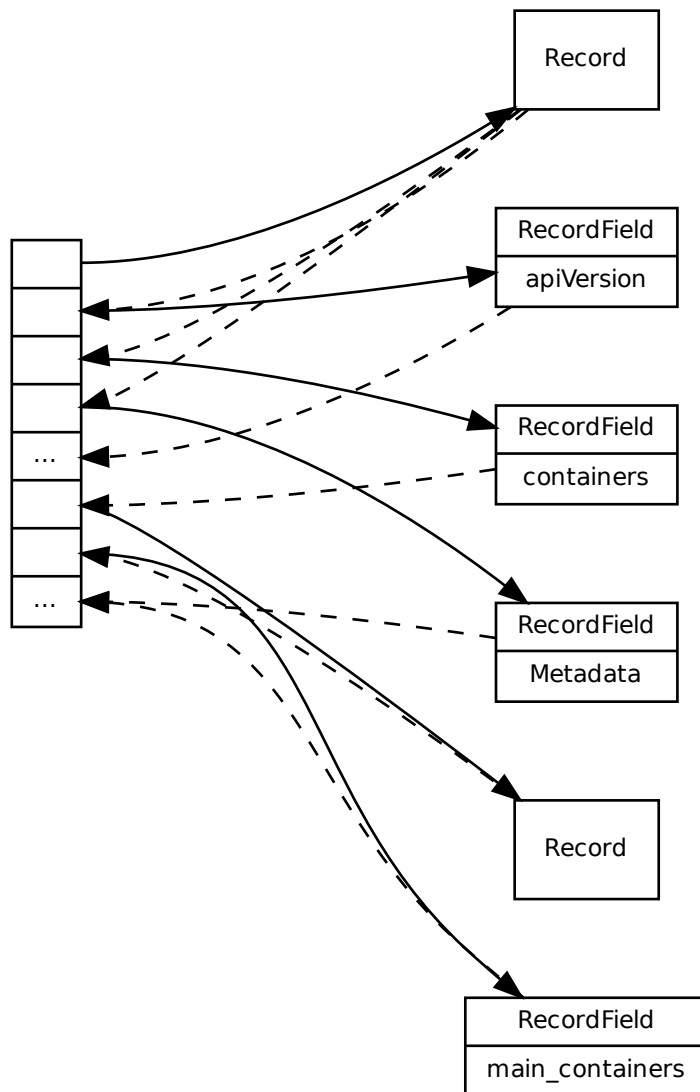 Record
RecordField
apiVersion
RecordField
containers
...
RecordField
Metadata
...
Record
RecordField
main_containers